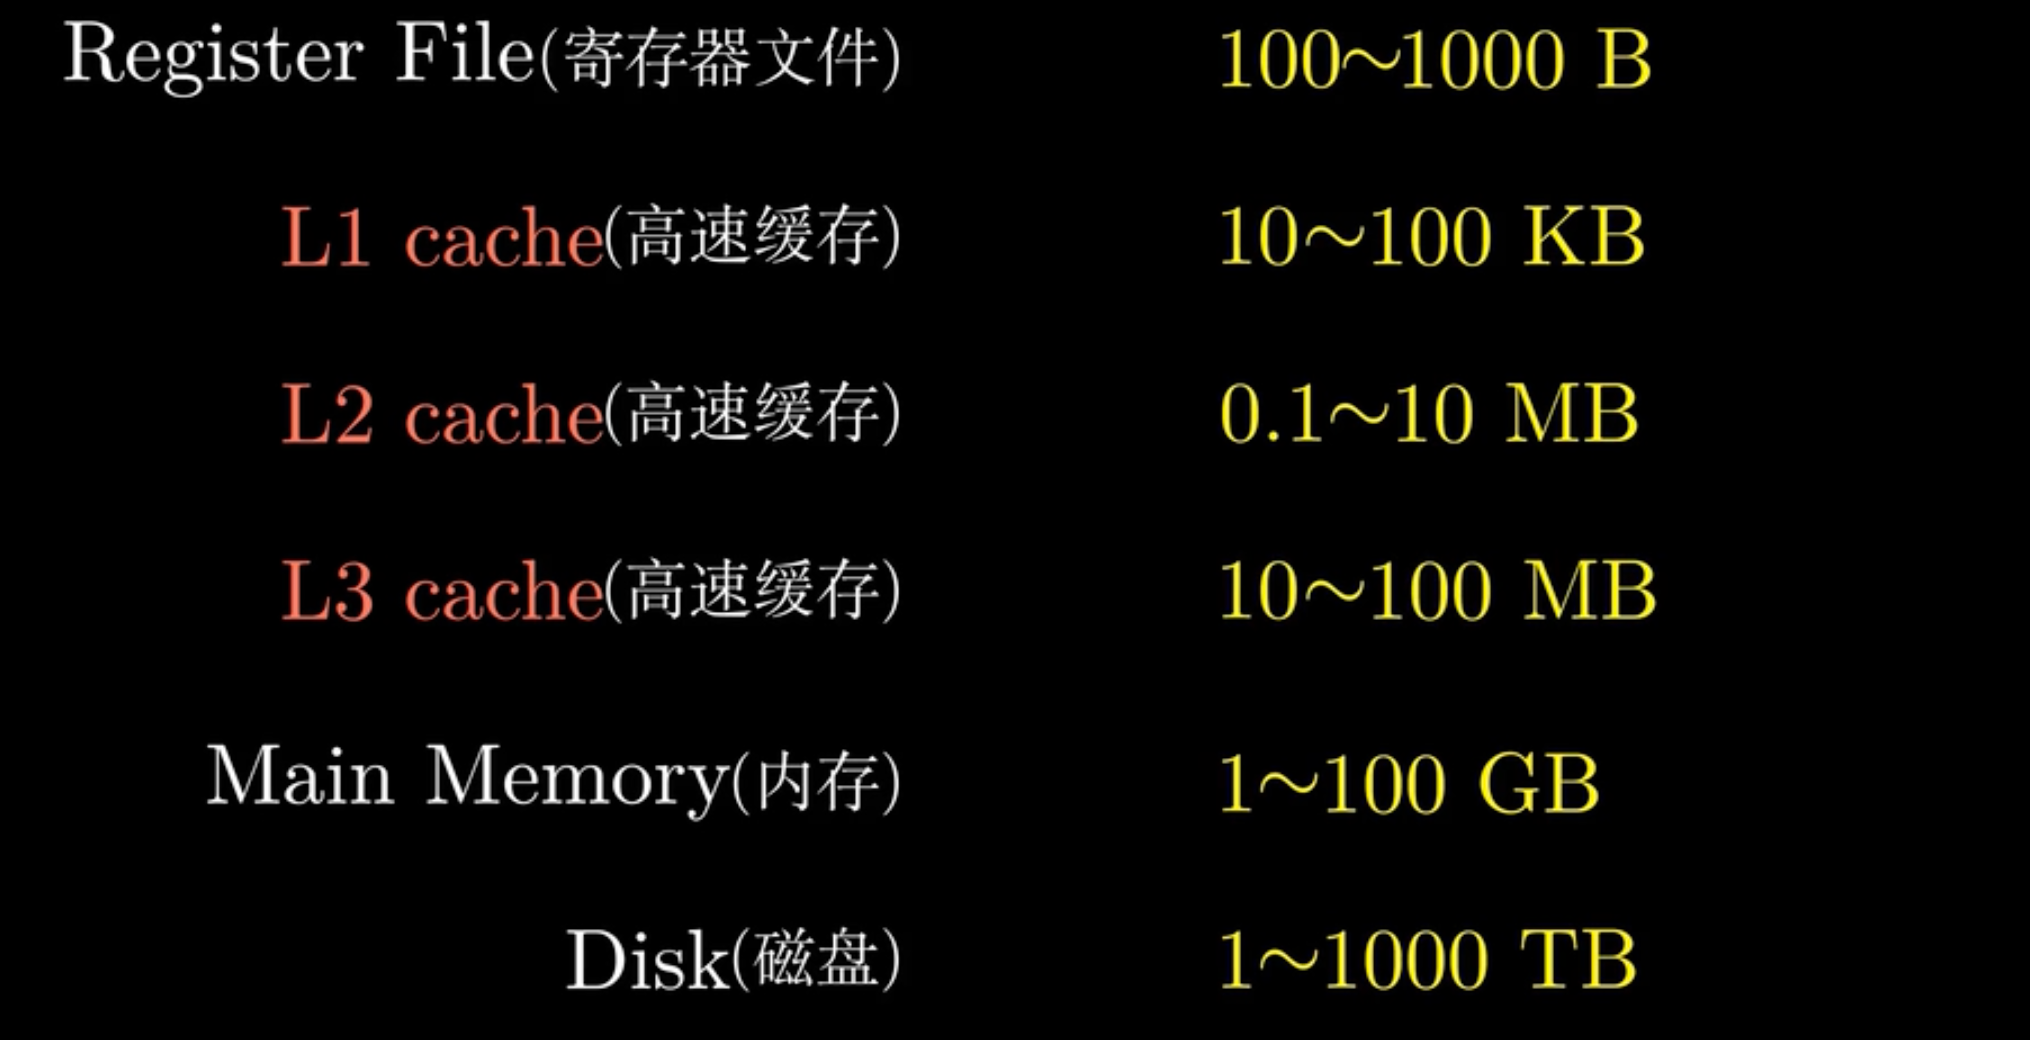 Register File(寄存器文件) 100~1000 B
L1 cache(高速缓存) 10~100 KB
L2 cache(高速缓存) 0.1~10 MB
L3 cache(高速缓存) 10~100 MB
Main Memory(内存) 1~100 GB
Disk(磁盘) 1~1000 TB